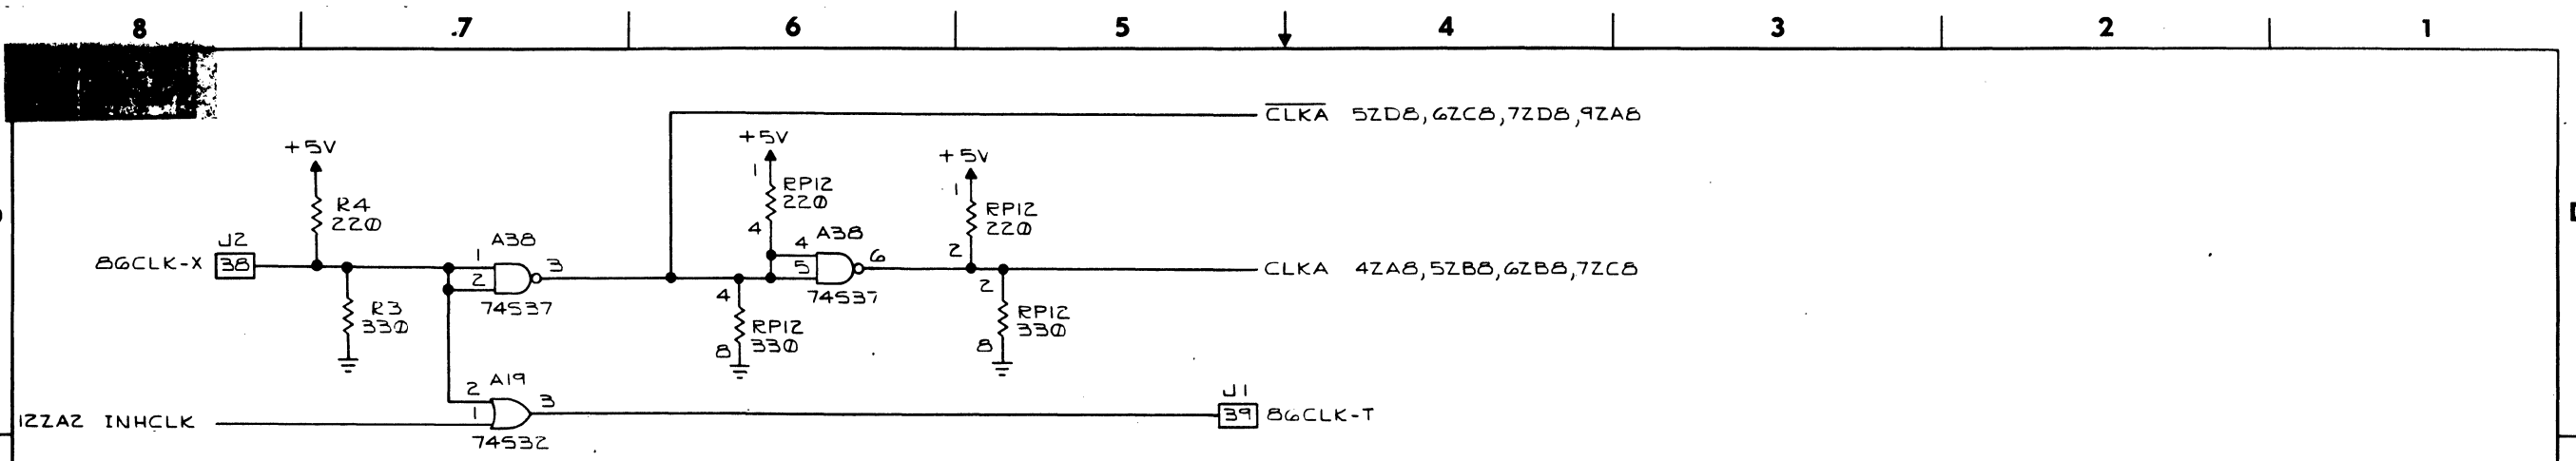 8 7 6 5 4 3 2 1
CLKA 5ZD8, 6ZC8, 7ZD8, 9ZA8
+5V
+5V
+5V
1 RP12
220
4
1 RP12
220
2
R4
220
J2
86CLK-X 38
A38
1
2
3
74S37
A38
4
5
6
74S37
CLKA 4ZA8, 5ZB8, 6ZB8, 7ZC8
R3
330
4
RP12
330
8
2
RP12
330
8
A19
2
1
3
74S32
J1
39 86CLK-T
12ZA2 INHCLK